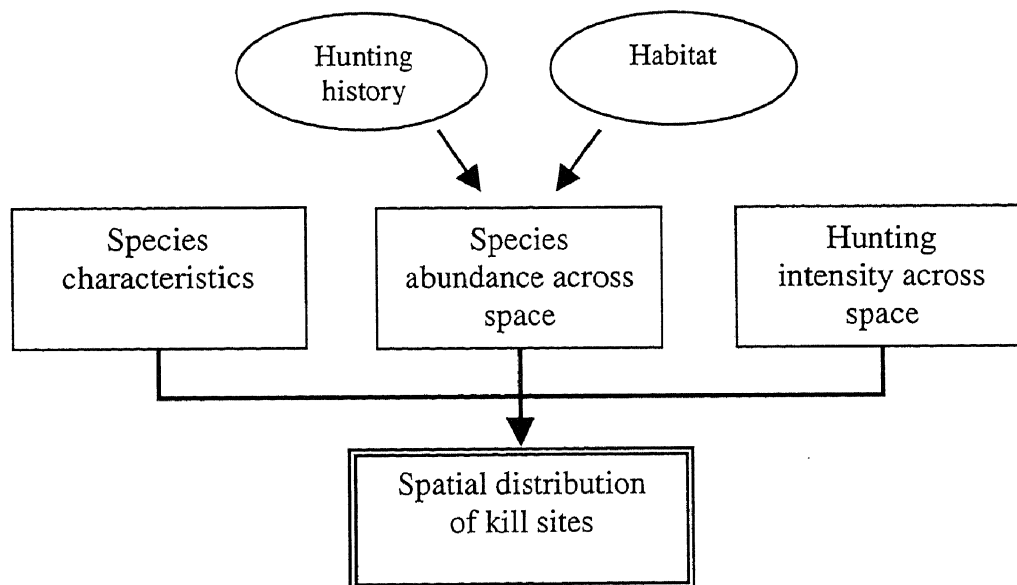 Hunting
history
Habitat
Species
characteristics
Species
abundance across
space
Hunting
intensity across
space
Spatial distribution
of kill sites